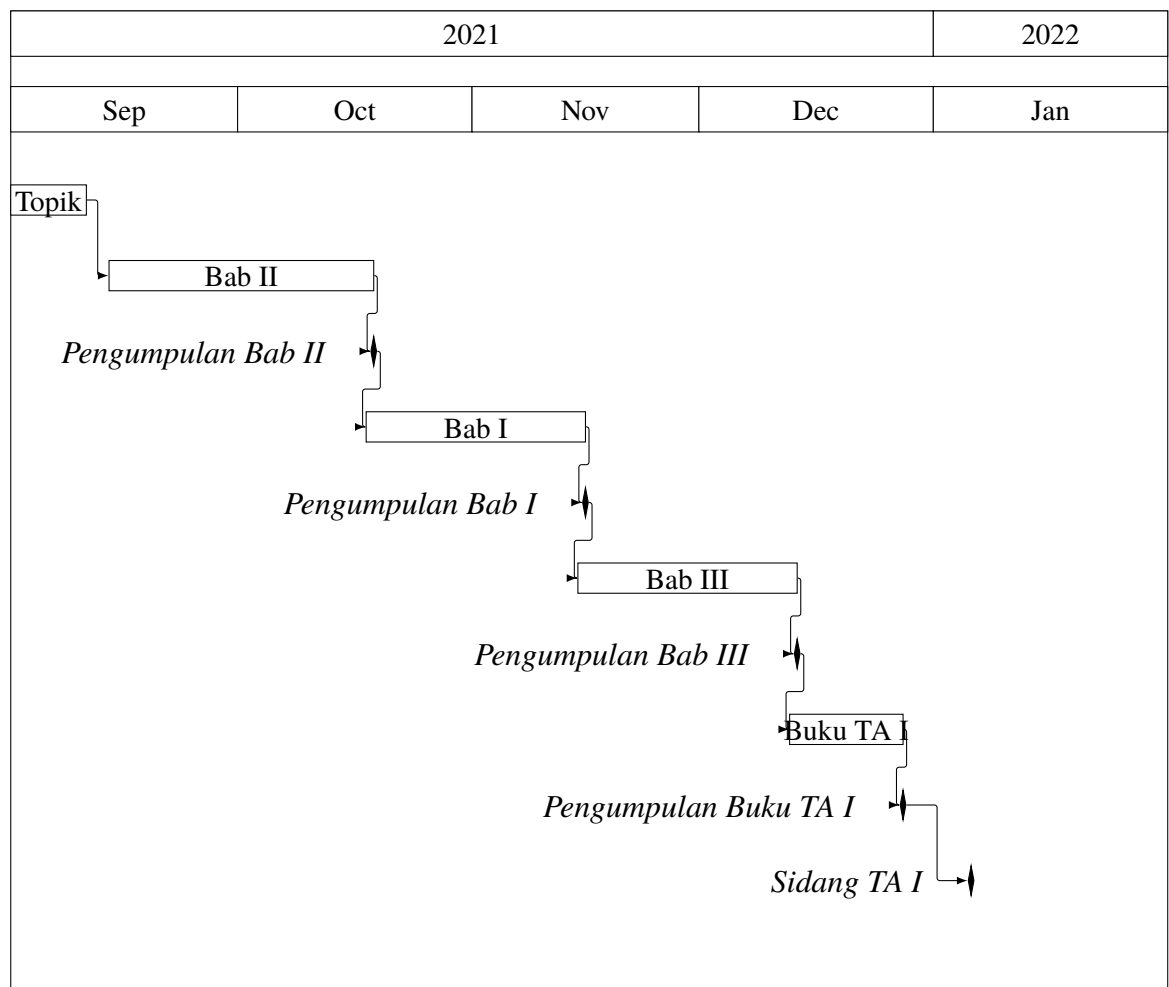 2021 2022
Sep Oct Nov Dec Jan
Topik
Bab II
Pengumpulan Bab II
Bab I
Pengumpulan Bab I
Bab III
Pengumpulan Bab III
Buku TA I
Pengumpulan Buku TA I
Sidang TA I